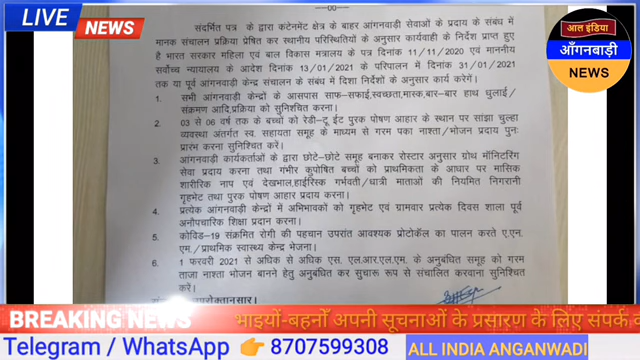 LIVE NEWS
आल इंडिया
आँगनबाड़ी
NEWS
--00--
संदर्भित पत्र के द्वारा कंटेनमेंट क्षेत्र के बाहर आंगनवाड़ी सेवाओं के प्रदाय के संबंध में
मानक संचालन प्रक्रिया प्रेषित कर स्थानीय परिस्थितियों के अनुसार कार्यवाही के निर्देश प्राप्त हुए
है भारत सरकार महिला एवं बाल विकास मत्रालय के पत्र दिनांक 11/11/2020 एवं माननीय
सर्वोच्च न्यायालय के आदेश दिनांक 13/01/2021 के परिपालन में दिनांक 31/01/2021
तक या पूर्व आंगनवाड़ी केन्द्र संचालन के संबंध में दिशा निर्देशों के अनुसार कार्य करेगें।
1. सभी आंगनवाड़ी केन्द्रों के आसपास साफ-सफाई,स्वच्छता,मास्क,बार-बार हाथ धुलाई/
संक्रमण आदि,प्रक्रिया को सुनिश्चित करना।
2. 03 से 06 वर्ष तक के बच्चों को रेडी-टू ईट पुरक पोषण आहार के स्थान पर सांझा चुल्हा
व्यवस्था अंतर्गत स्व. सहायता समूह के माध्यम से गरम पका नाश्ता/भोजन प्रदाय पुनः
प्रारंभ करना सुनिश्चित करें।
3. आंगनवाड़ी कार्यकर्ताओं के द्वारा छोटे-छोटे समूह बनाकर रोस्टर अनुसार ग्रोथ मॉनिटरिंग
सेवा प्रदाय करना तथा गंभीर कुपोषित बच्चों को प्राथमिकता के आधार पर मासिक
शारीरिक नाप एवं देखभाल,हाईरिस्क गर्भवती/धात्री माताओं की नियमित निगरानी
गृहभेट तथा पुरक पोषण आहार प्रदाय करना।
4. प्रत्येक आंगनवाड़ी केन्द्रों में अभिभावकों को गृहभेट एवं ग्रामवार प्रत्येक दिवस शाला पूर्व
अनौपचारिक शिक्षा प्रदान करना।
5. कोविड-19 संक्रमित रोगी की पहचान उपरांत आवश्यक प्रोटोकॅल का पालन करते ए.एन.
एम./प्राथमिक स्वास्थ्य केन्द्र भेजना।
6. 1 फरवरी 2021 से अधिक से अधिक एस. एल.आर.एल.एम. के अनुबंधित समूह को गरम
ताजा नाश्ता भोजन बानने हेतु अनुबंधित कर सुचारू रूप से संचालित करवाना सुनिश्चित
करें।
BREAKING NEWS भाइयों-बहनोँ अपनी सूचनाओं के प्रसारण के लिए संपर्क
Telegram / WhatsApp 👉 8707599308 ALL INDIA ANGANWADI